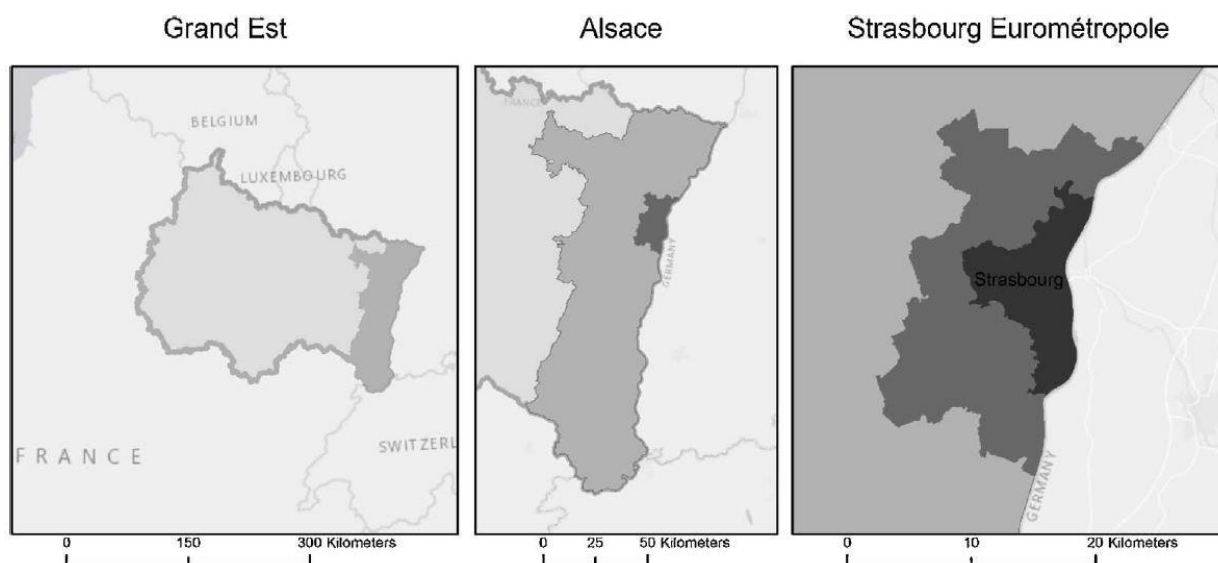 Grand Est
Alsace
Strasbourg Eurométropole
BELGIUM
LUXEMBOURG
SWITZERL
FRANCE
0 150 300 Kilometers
FRANCE
GERMANY
0 25 50 Kilometers
Strasbourg
GERMANY
0 10 20 Kilometers